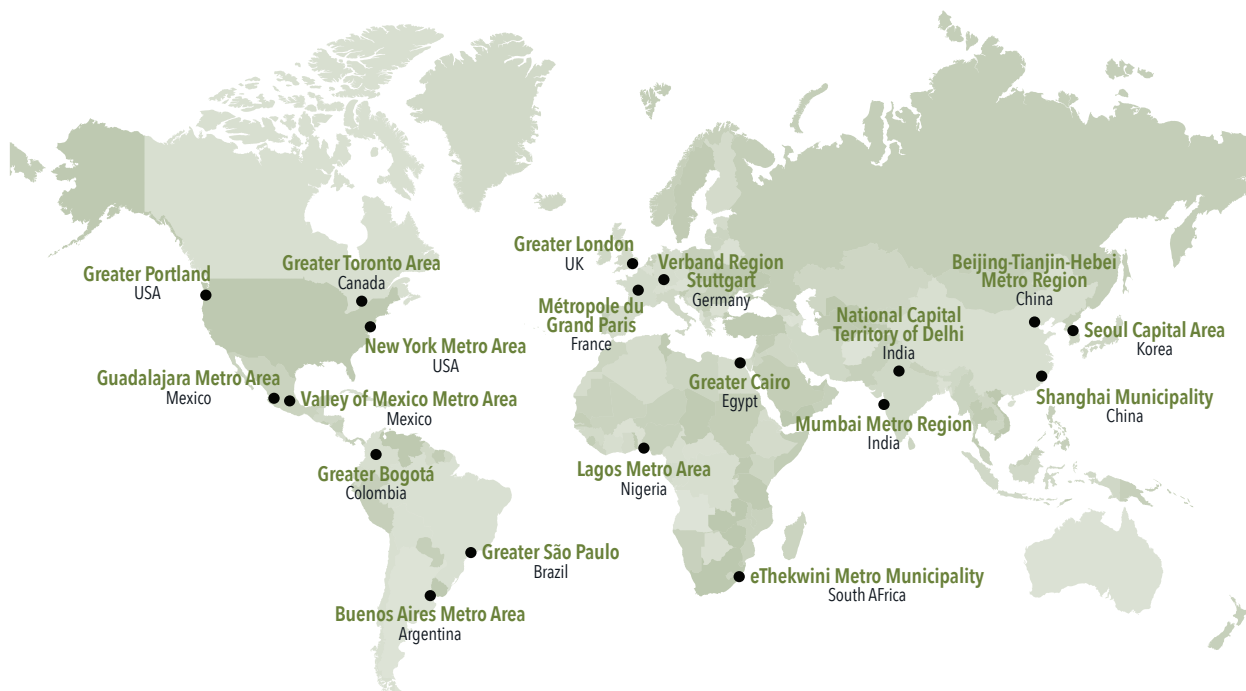 Greater London
UK
Verband Region
Stuttgart
Germany
Beijing-Tianjin-Hebei
Metro Region
China
Greater Toronto Area
Canada
Greater Portland
USA
Métropole du
Grand Paris
France
National Capital
Territory of Delhi
India
Seoul Capital Area
Korea
New York Metro Area
USA
Guadalajara Metro Area
Mexico
Valley of Mexico Metro Area
Mexico
Greater Cairo
Egypt
Shanghai Municipality
China
Mumbai Metro Region
India
Greater Bogotá
Colombia
Lagos Metro Area
Nigeria
Greater São Paulo
Brazil
eThekwini Metro Municipality
South AFrica
Buenos Aires Metro Area
Argentina